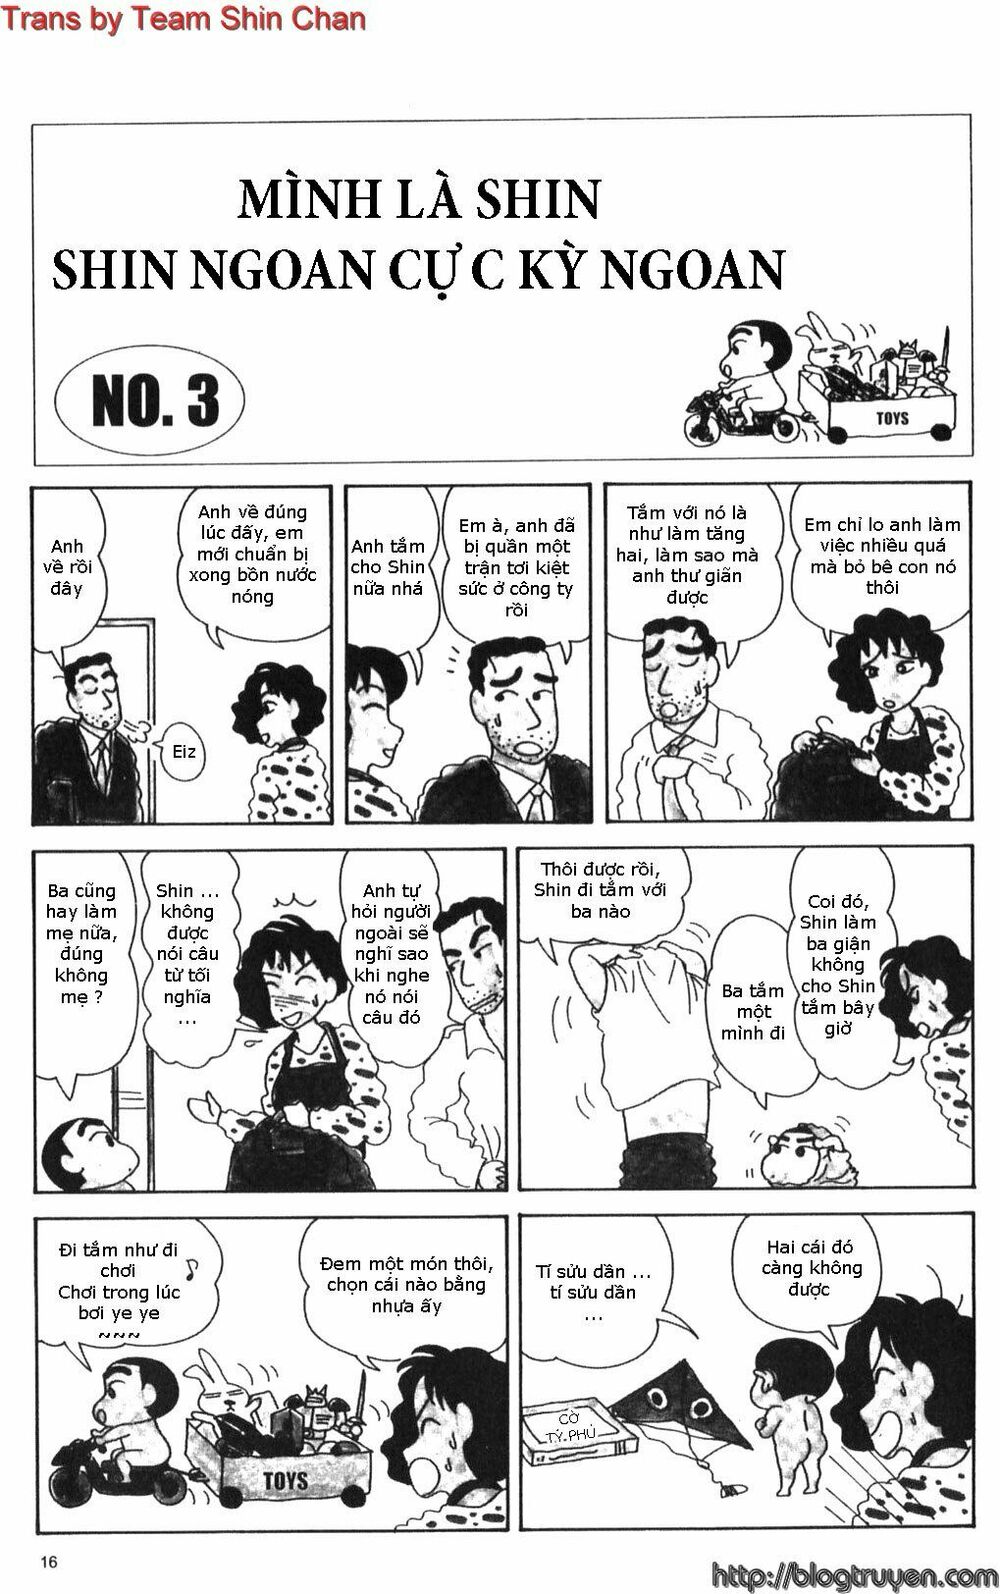 Trans by Team Shin Chan
MÌNH LÀ SHIN
SHIN NGOAN CỰ C KỲ NGOAN
NO. 3
TOYS
Anh
về rồi
đây
Anh về đúng
lúc đấy, em
mới chuẩn bị
xong bồn nước
nóng
Eiz
Anh tắm
cho Shin
nữa nhá
Em à, anh đã
bị quần một
trận tơi kiệt
sức ở công ty
rồi
Tắm với nó là
như làm tăng
hai, làm sao mà
anh thư giãn
được
Em chỉ lo anh làm
việc nhiều quá
mà bỏ bê con nó
thôi
Ba cũng
hay làm
mẹ nữa,
đúng
không
mẹ ?
Shin ...
không
được
nói câu
từ tối
nghĩa
...
Anh tự
hỏi người
ngoài sẽ
nghĩ sao
khi nghe
nó nói
câu đó
Thôi được rồi,
Shin đi tắm với
ba nào
Ba tắm
một
mình đi
Coi đó,
Shin làm
ba giận
không
cho Shin
tắm bây
giờ
Đi tắm như đi
chơi
Chơi trong lúc
bơi ye ye
~~~
Đem một món thôi,
chọn cái nào bằng
nhựa ấy
TOYS
Tí sửu dần ...
tí sửu dần
...
Hai cái đó
càng không
được
CỜ
TỶ PHÚ
16
http://blogtruyen.com